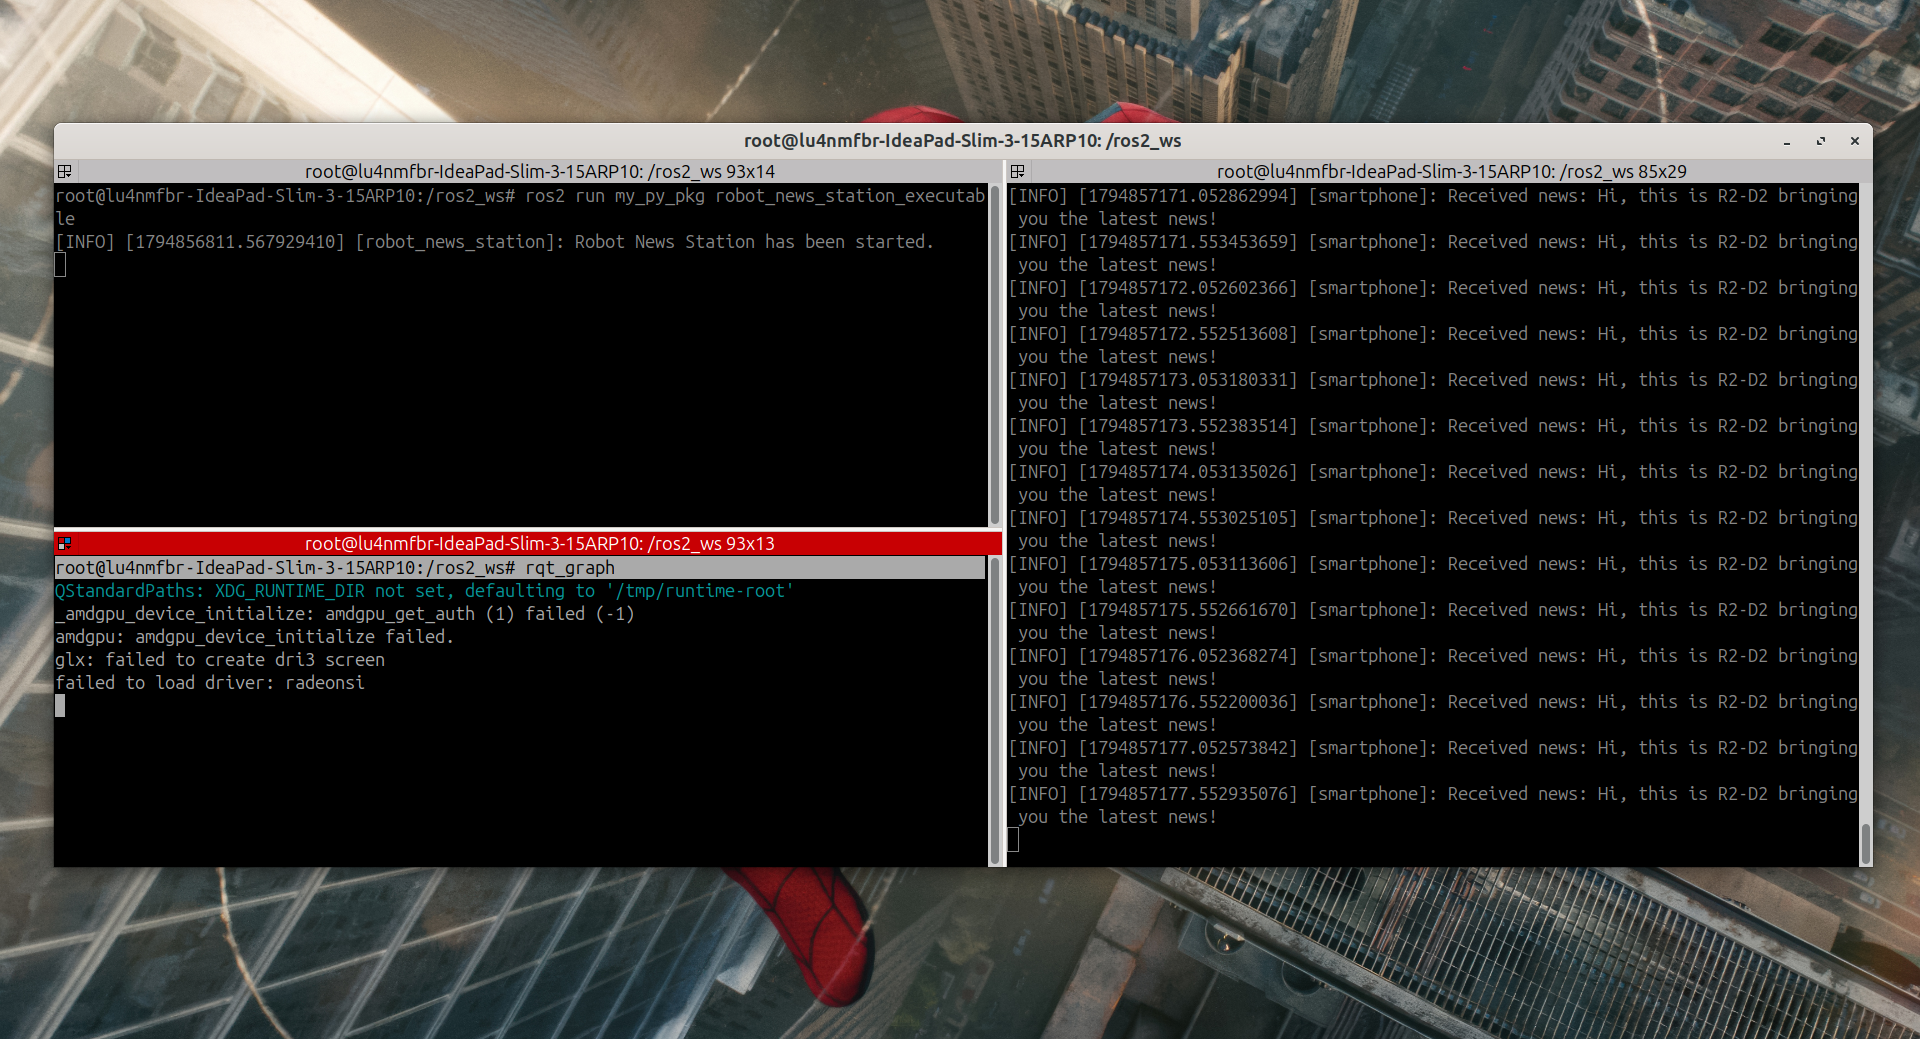 root@lu4nmfbr-IdeaPad-Slim-3-15ARP10: /ros2_ws
root@lu4nmfbr-IdeaPad-Slim-3-15ARP10: /ros2_ws 93x14
root@lu4nmfbr-IdeaPad-Slim-3-15ARP10:/ros2_ws# ros2 run my_py_pkg robot_news_station_executab
le
[INFO] [1794856811.567929410] [robot_news_station]: Robot News Station has been started.
root@lu4nmfbr-IdeaPad-Slim-3-15ARP10: /ros2_ws 93x13
root@lu4nmfbr-IdeaPad-Slim-3-15ARP10:/ros2_ws# rqt_graph
QStandardPaths: XDG_RUNTIME_DIR not set, defaulting to '/tmp/runtime-root'
_amdgpu_device_initialize: amdgpu_get_auth (1) failed (-1)
amdgpu: amdgpu_device_initialize failed.
glx: failed to create dri3 screen
failed to load driver: radeonsi
root@lu4nmfbr-IdeaPad-Slim-3-15ARP10: /ros2_ws 85x29
[INFO] [1794857171.052862994] [smartphone]: Received news: Hi, this is R2-D2 bringing
you the latest news!
[INFO] [1794857171.553453659] [smartphone]: Received news: Hi, this is R2-D2 bringing
you the latest news!
[INFO] [1794857172.052602366] [smartphone]: Received news: Hi, this is R2-D2 bringing
you the latest news!
[INFO] [1794857172.552513608] [smartphone]: Received news: Hi, this is R2-D2 bringing
you the latest news!
[INFO] [1794857173.053180331] [smartphone]: Received news: Hi, this is R2-D2 bringing
you the latest news!
[INFO] [1794857173.552383514] [smartphone]: Received news: Hi, this is R2-D2 bringing
you the latest news!
[INFO] [1794857174.053135026] [smartphone]: Received news: Hi, this is R2-D2 bringing
you the latest news!
[INFO] [1794857174.553025105] [smartphone]: Received news: Hi, this is R2-D2 bringing
you the latest news!
[INFO] [1794857175.053113606] [smartphone]: Received news: Hi, this is R2-D2 bringing
you the latest news!
[INFO] [1794857175.552661670] [smartphone]: Received news: Hi, this is R2-D2 bringing
you the latest news!
[INFO] [1794857176.052368274] [smartphone]: Received news: Hi, this is R2-D2 bringing
you the latest news!
[INFO] [1794857176.552200036] [smartphone]: Received news: Hi, this is R2-D2 bringing
you the latest news!
[INFO] [1794857177.052573842] [smartphone]: Received news: Hi, this is R2-D2 bringing
you the latest news!
[INFO] [1794857177.552935076] [smartphone]: Received news: Hi, this is R2-D2 bringing
you the latest news!